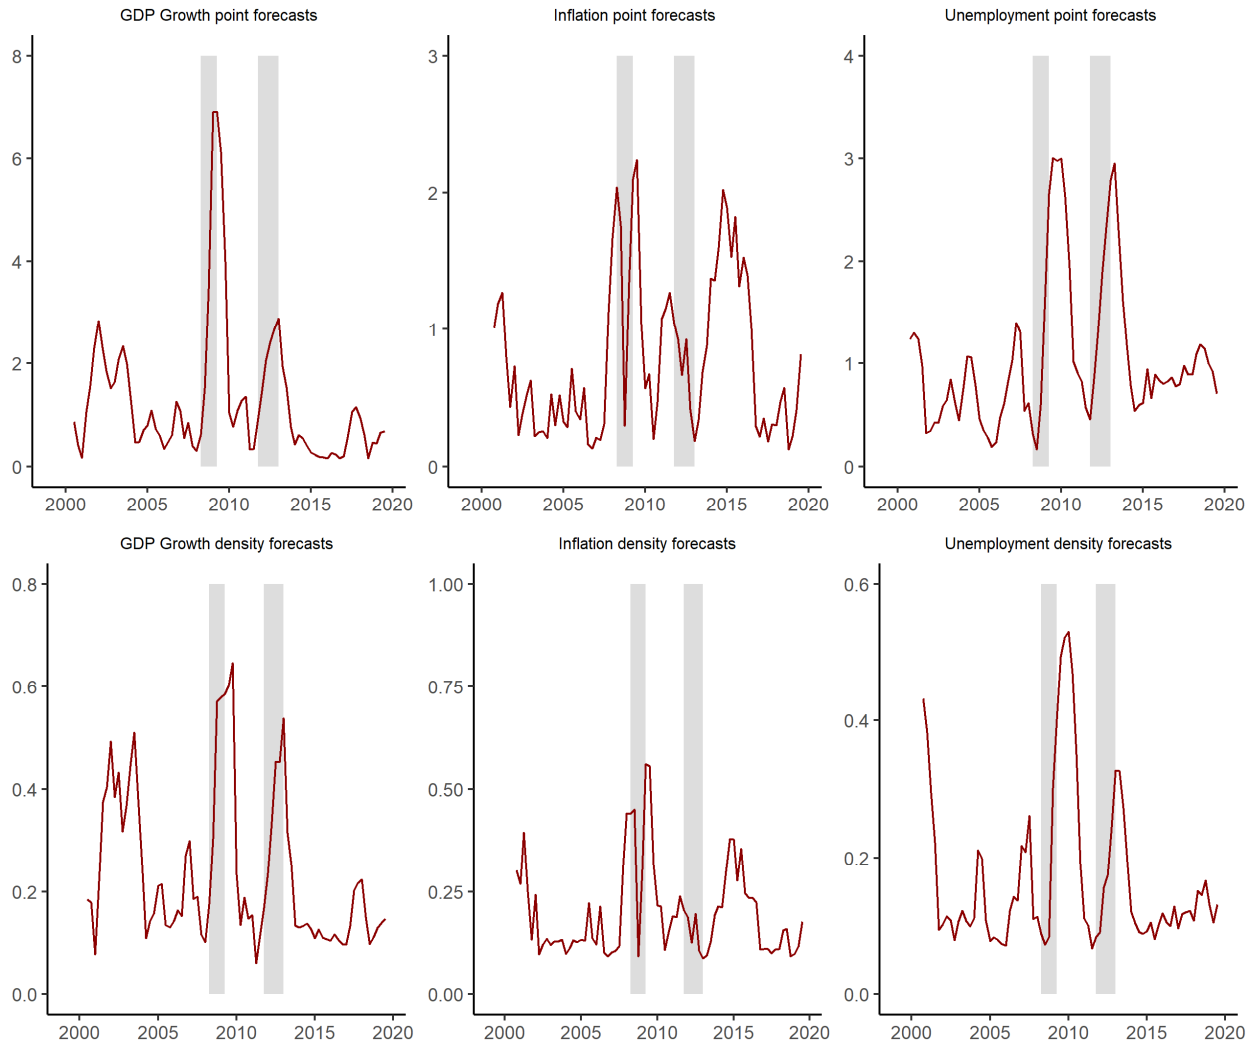 GDP Growth point forecasts
8
6
4
2
0
2000 2005 2010 2015 2020
Inflation point forecasts
3
2
1
0
2000 2005 2010 2015 2020
Unemployment point forecasts
4
3
2
1
0
2000 2005 2010 2015 2020
GDP Growth density forecasts
0.8
0.6
0.4
0.2
0.0
2000 2005 2010 2015 2020
Inflation density forecasts
1.00
0.75
0.50
0.25
0.00
2000 2005 2010 2015 2020
Unemployment density forecasts
0.6
0.4
0.2
0.0
2000 2005 2010 2015 2020